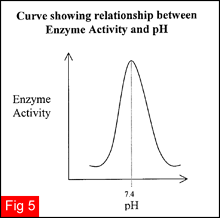 Curve showing relationship between
Enzyme Activity and pH
Enzyme
Activity
7.4
pH
Fig 5